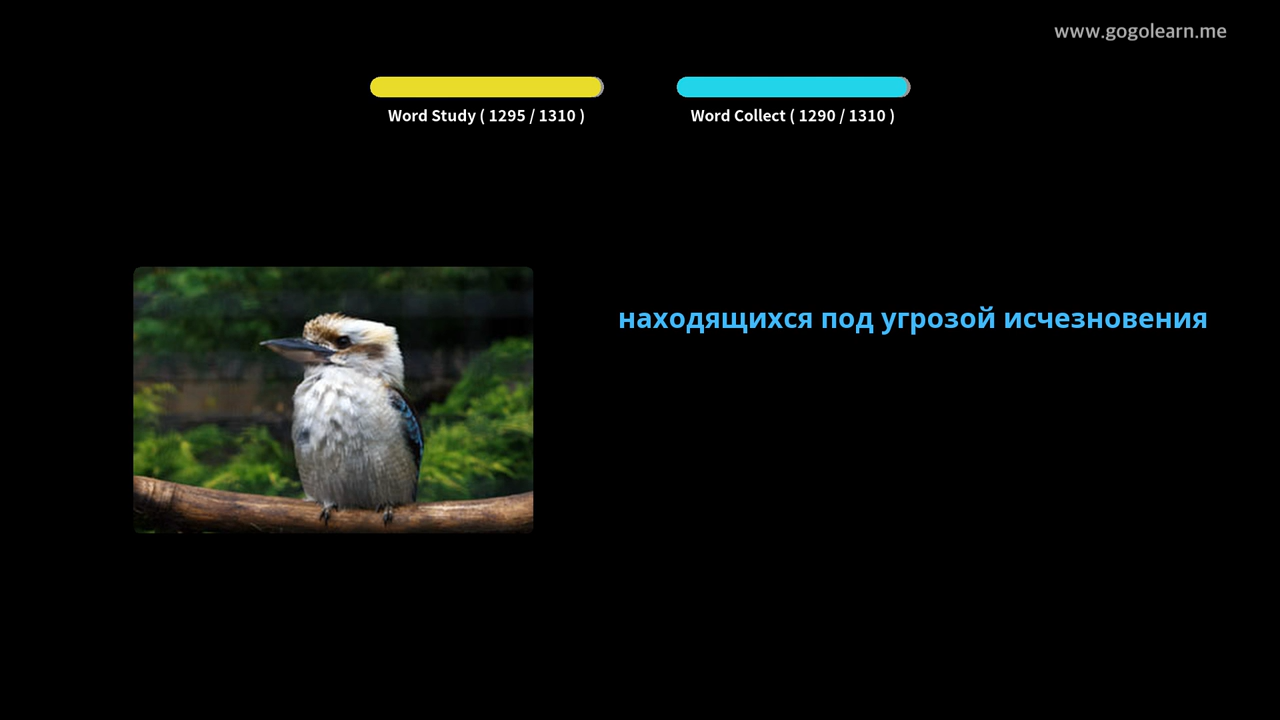 www.gogolearn.me
Word Study ( 1295 / 1310 )
Word Collect ( 1290 / 1310 )
находящихся под угрозой исчезновения